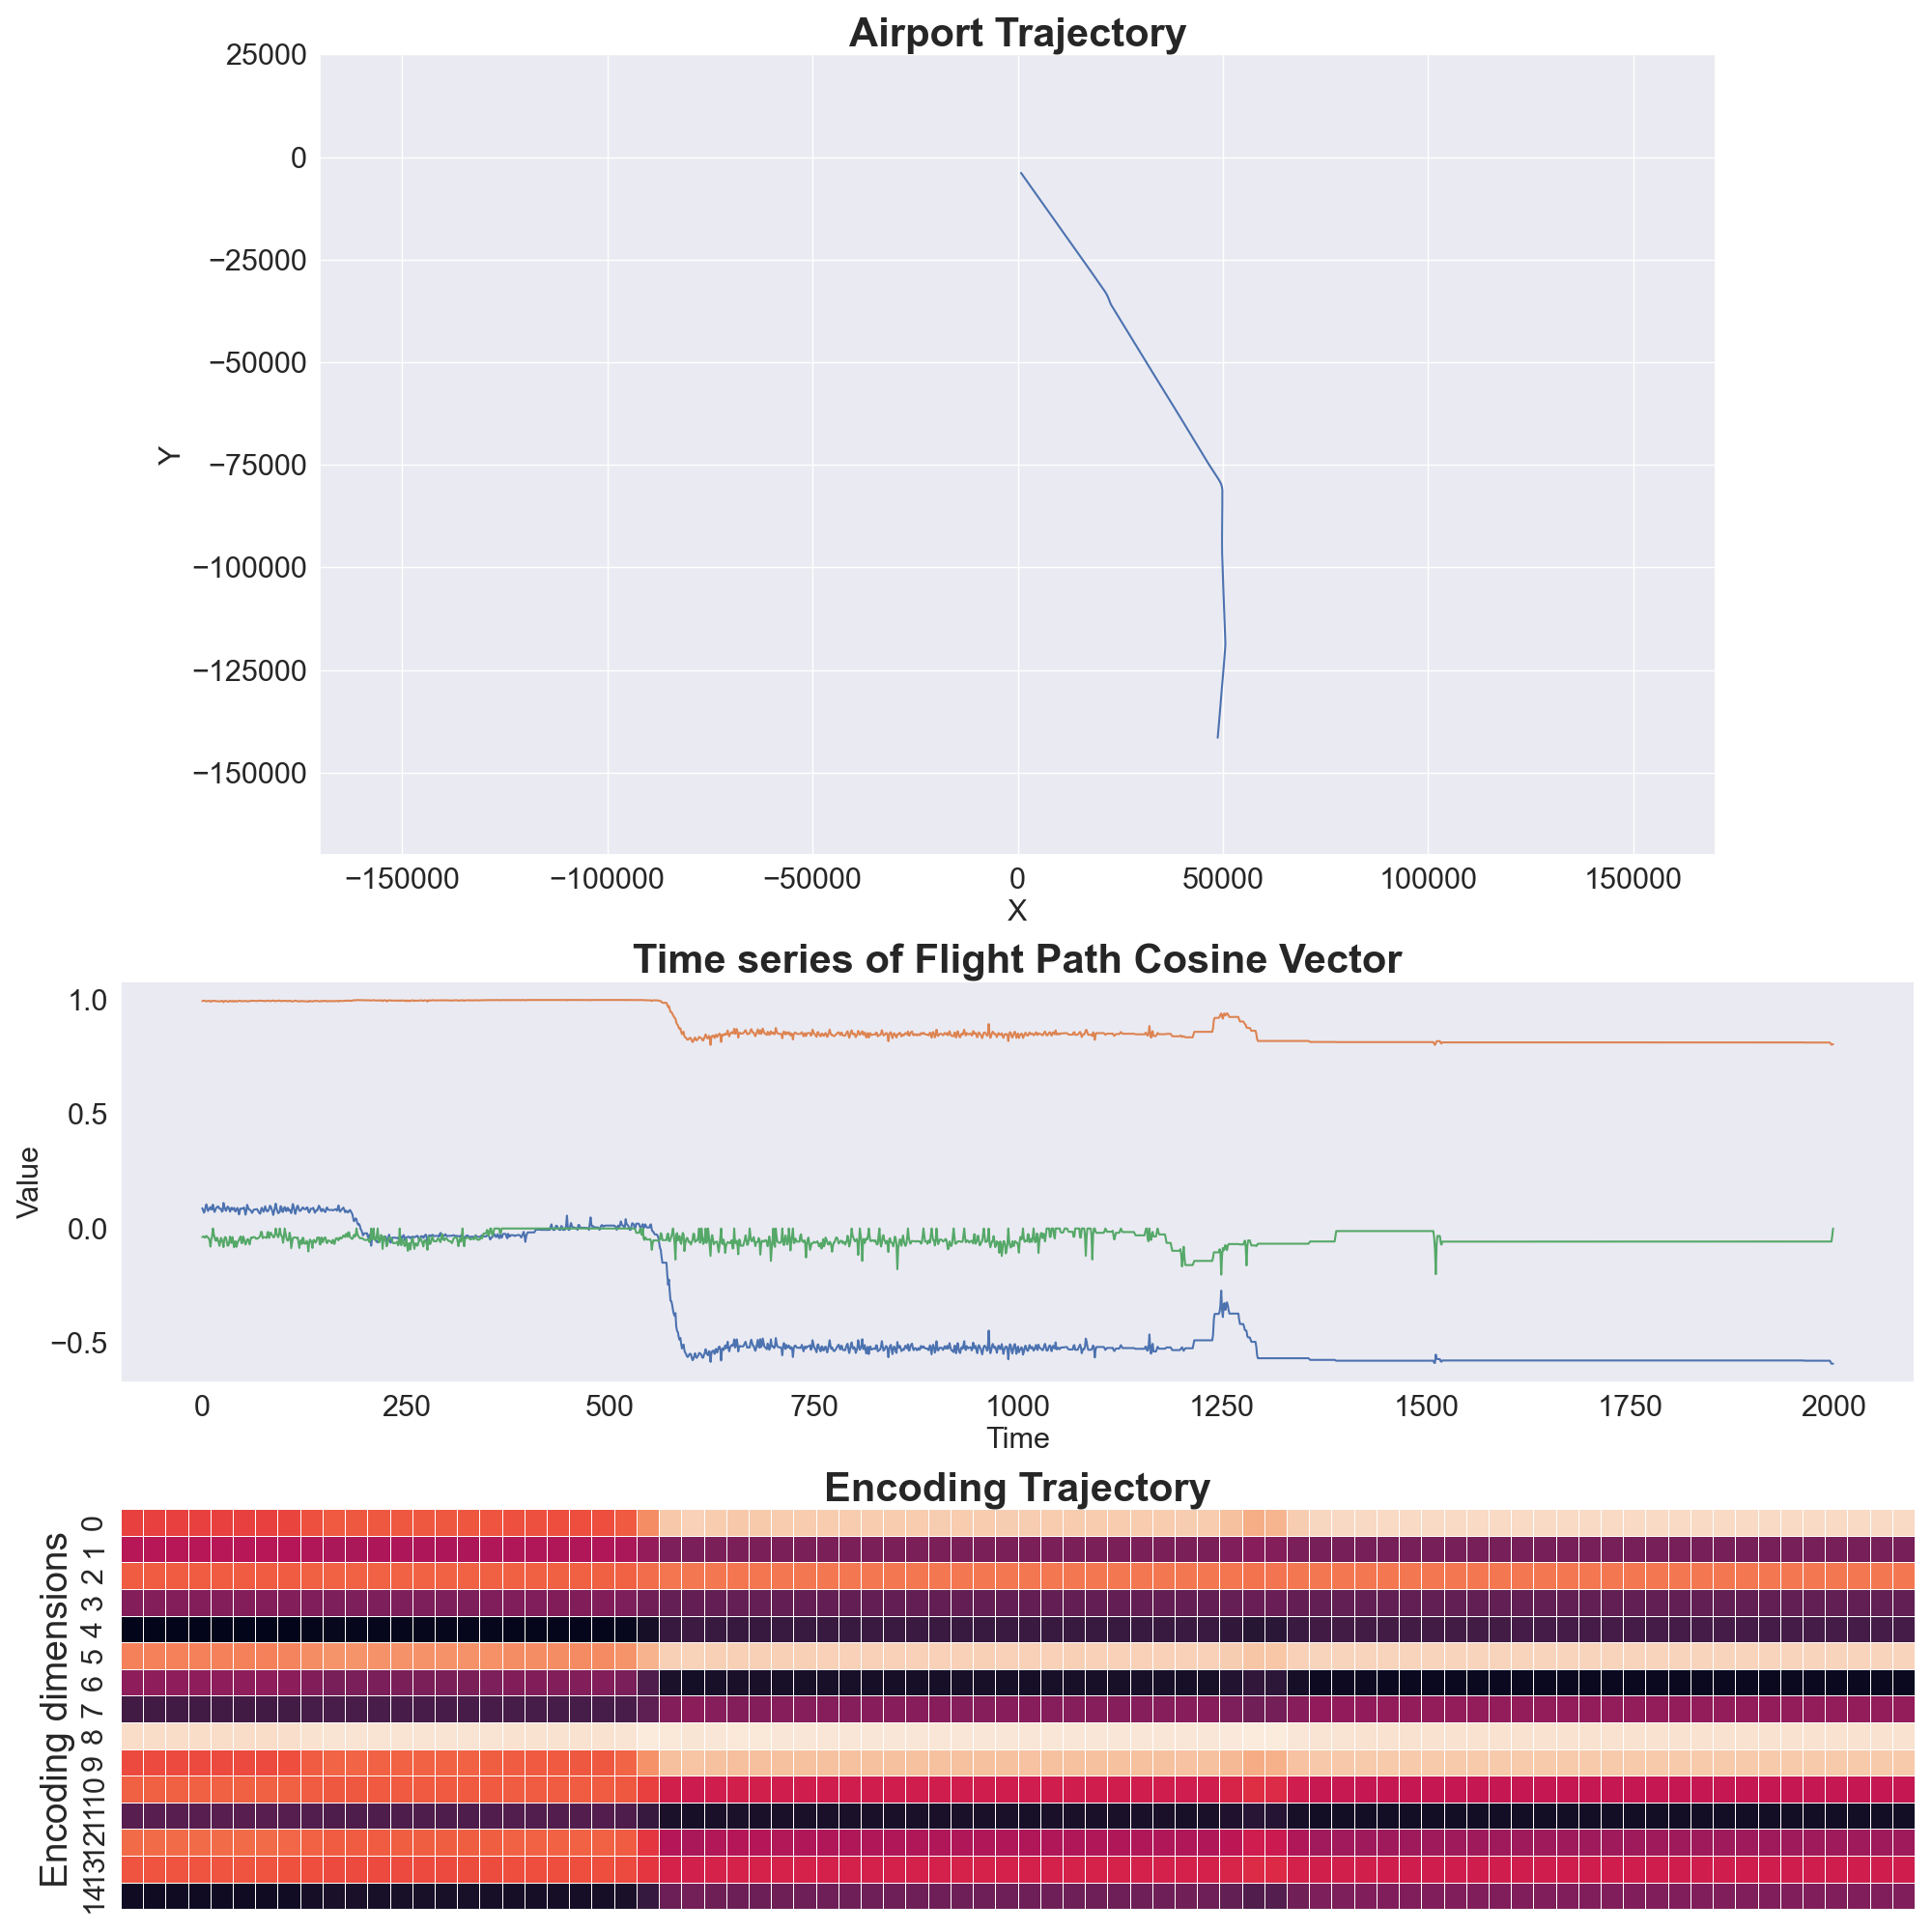 Airport Trajectory
25000
0
−25000
−50000
−75000
−100000
−125000
−150000
Y
−150000 −100000 −50000 0 50000 100000 150000
X
Time series of Flight Path Cosine Vector
1.0
0.5
0.0
−0.5
Value
0 250 500 750 1000 1250 1500 1750 2000
Time
Encoding Trajectory
Encoding dimensions
0
1
2
3
4
5
6
7
8
9
10
11
12
13
14